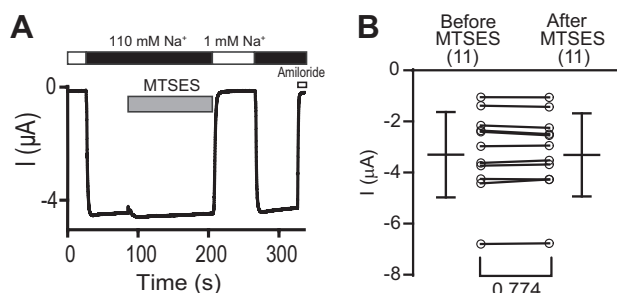 A
110 mM Na⁺ 1 mM Na⁺
Amiloride
MTSES
0
-4
I (μA)
0 100 200 300
Time (s)
B
Before After
MTSES MTSES
(11) (11)
0
-2
-4
-6
-8
I (μA)
0.774